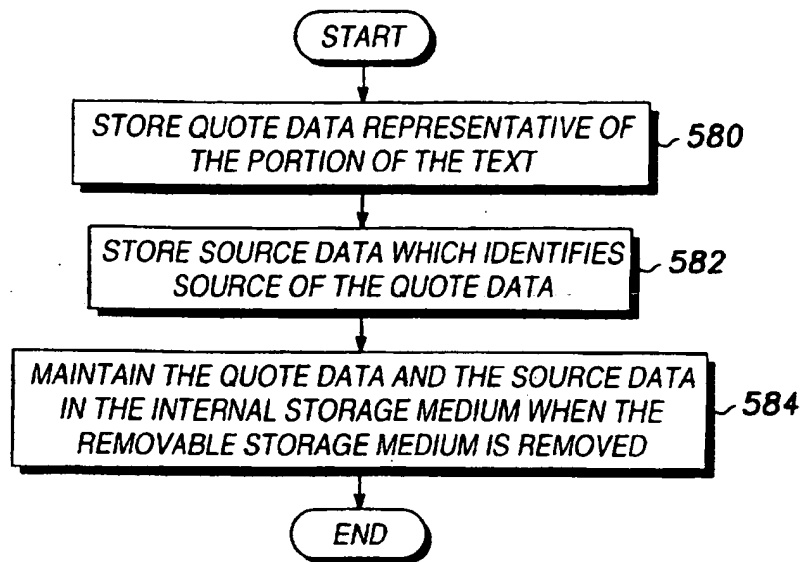 START
STORE QUOTE DATA REPRESENTATIVE OF
THE PORTION OF THE TEXT
580
STORE SOURCE DATA WHICH IDENTIFIES
SOURCE OF THE QUOTE DATA
582
MAINTAIN THE QUOTE DATA AND THE SOURCE DATA
IN THE INTERNAL STORAGE MEDIUM WHEN THE
REMOVABLE STORAGE MEDIUM IS REMOVED
584
END